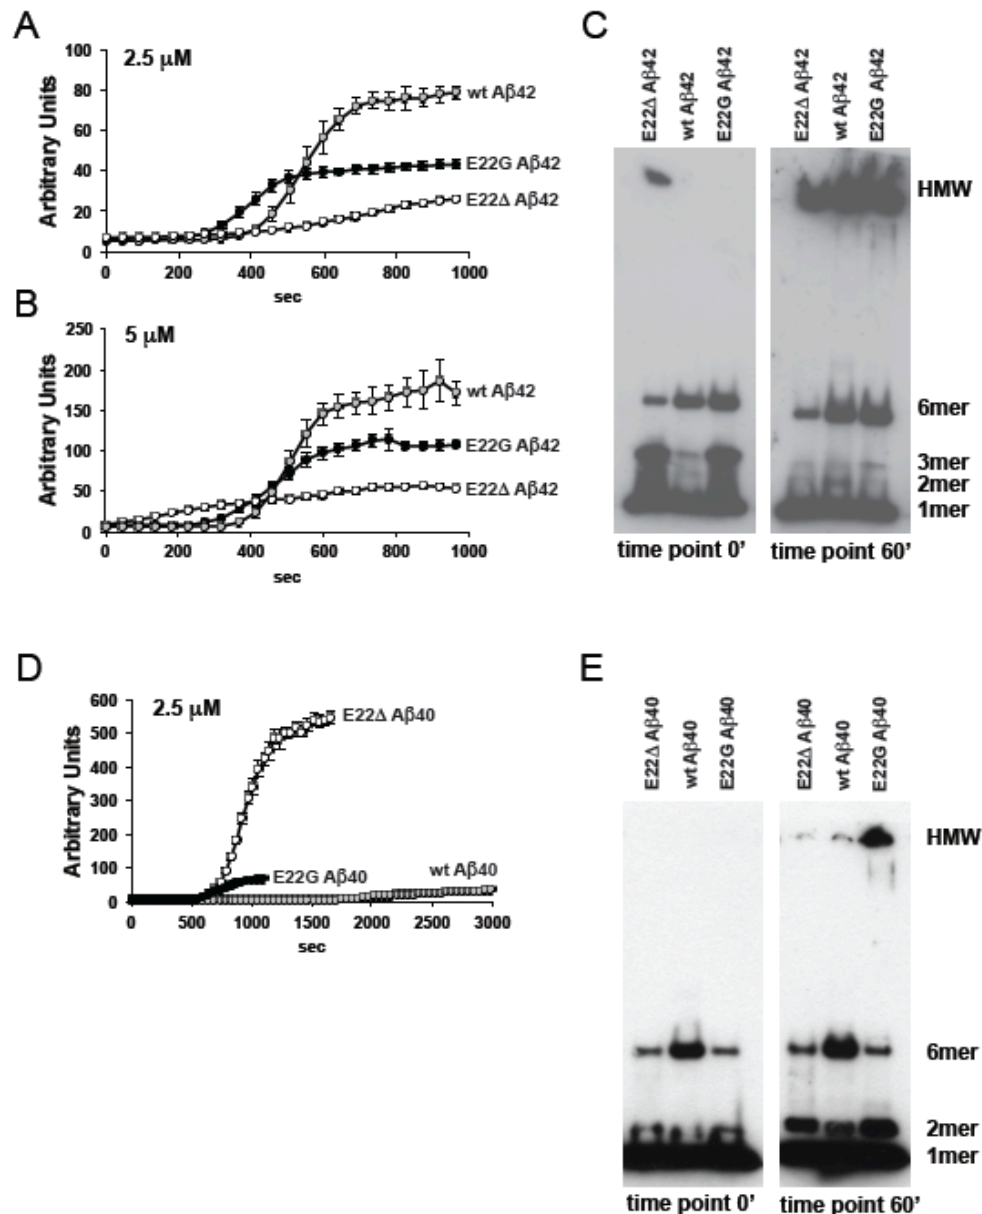 A
2.5 μM
Arbitrary Units
100
80
60
40
20
0
wt Aβ42
E22G Aβ42
E22Δ Aβ42
0 200 400 600 800 1000
sec
B
5 μM
Arbitrary Units
250
200
150
100
50
0
wt Aβ42
E22G Aβ42
E22Δ Aβ42
0 200 400 600 800 1000
sec
C
E22Δ Aβ42
wt Aβ42
E22G Aβ42
E22Δ Aβ42
wt Aβ42
E22G Aβ42
HMW
6mer
3mer
2mer
1mer
time point 0'
time point 60'
D
2.5 μM
Arbitrary Units
600
500
400
300
200
100
0
E22Δ Aβ40
E22G Aβ40
wt Aβ40
0 500 1000 1500 2000 2500 3000
sec
E
E22Δ Aβ40
wt Aβ40
E22G Aβ40
E22Δ Aβ40
wt Aβ40
E22G Aβ40
HMW
6mer
2mer
1mer
time point 0'
time point 60'